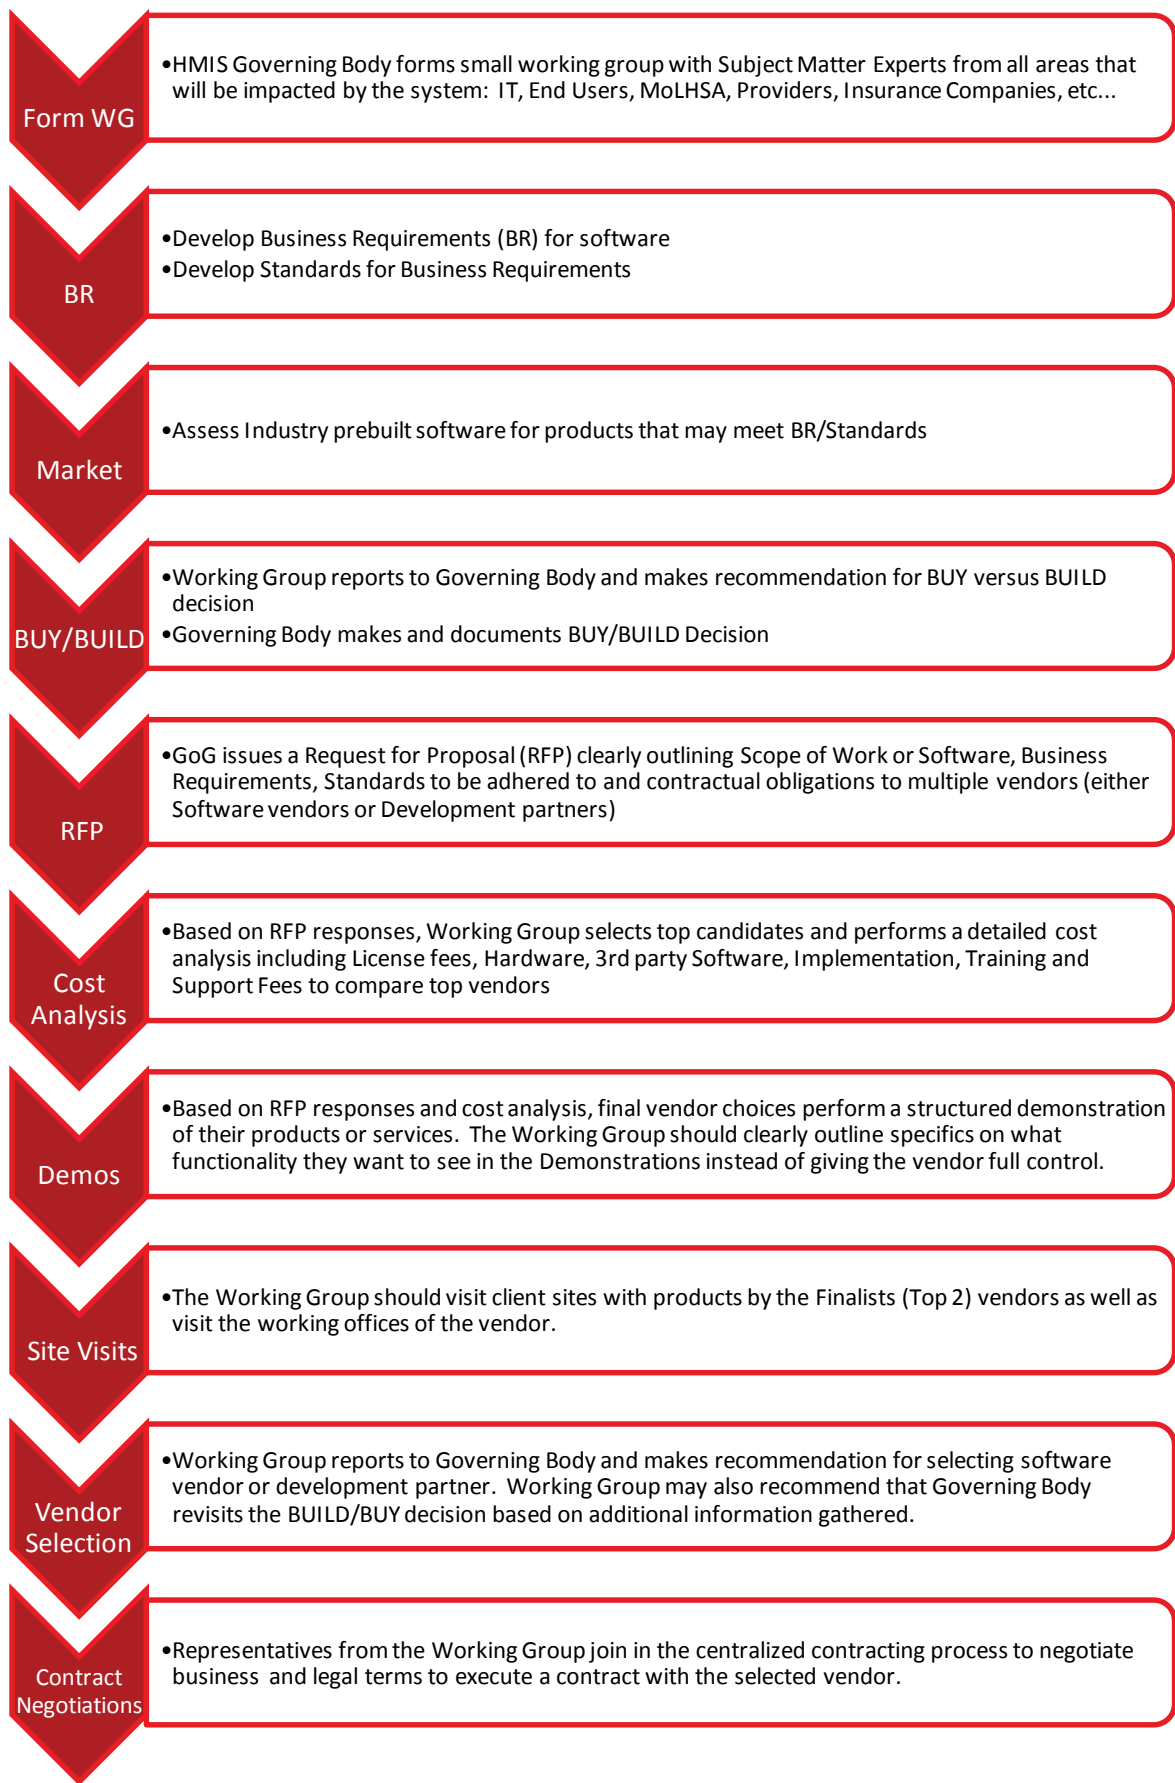 Form WG
•HMIS Governing Body forms small working group with Subject Matter Experts from all areas that
will be impacted by the system: IT, End Users, MoLHSA, Providers, Insurance Companies, etc...
BR
•Develop Business Requirements (BR) for software
•Develop Standards for Business Requirements
Market
•Assess Industry prebuilt software for products that may meet BR/Standards
BUY/BUILD
•Working Group reports to Governing Body and makes recommendation for BUY versus BUILD
decision
•Governing Body makes and documents BUY/BUILD Decision
RFP
•GoG issues a Request for Proposal (RFP) clearly outlining Scope of Work or Software, Business
Requirements, Standards to be adhered to and contractual obligations to multiple vendors (either
Software vendors or Development partners)
Cost
Analysis
•Based on RFP responses, Working Group selects top candidates and performs a detailed cost
analysis including License fees, Hardware, 3rd party Software, Implementation, Training and
Support Fees to compare top vendors
Demos
•Based on RFP responses and cost analysis, final vendor choices perform a structured demonstration
of their products or services. The Working Group should clearly outline specifics on what
functionality they want to see in the Demonstrations instead of giving the vendor full control.
Site Visits
•The Working Group should visit client sites with products by the Finalists (Top 2) vendors as well as
visit the working offices of the vendor.
Vendor
Selection
•Working Group reports to Governing Body and makes recommendation for selecting software
vendor or development partner. Working Group may also recommend that Governing Body
revisits the BUILD/BUY decision based on additional information gathered.
Contract
Negotiations
•Representatives from the Working Group join in the centralized contracting process to negotiate
business and legal terms to execute a contract with the selected vendor.